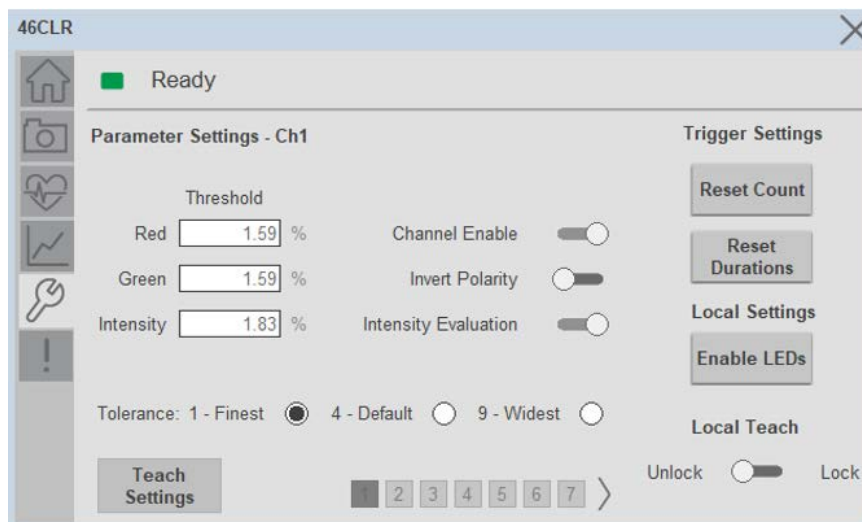 46CLR
Ready
Parameter Settings - Ch1
Threshold
Red 1.59 %
Green 1.59 %
Intensity 1.83 %
Channel Enable
Invert Polarity
Intensity Evaluation
Tolerance: 1 - Finest 4 - Default 9 - Widest
Teach
Settings
1 2 3 4 5 6 7
Trigger Settings
Reset Count
Reset
Durations
Local Settings
Enable LEDs
Local Teach
Unlock Lock